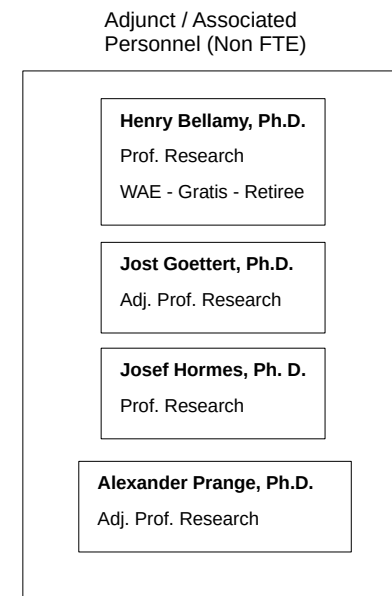 Adjunct / Associated
Personnel (Non FTE)
Henry Bellamy, Ph.D.
Prof. Research
WAE - Gratis - Retiree
Jost Goettert, Ph.D.
Adj. Prof. Research
Josef Hormes, Ph. D.
Prof. Research
Alexander Prange, Ph.D.
Adj. Prof. Research